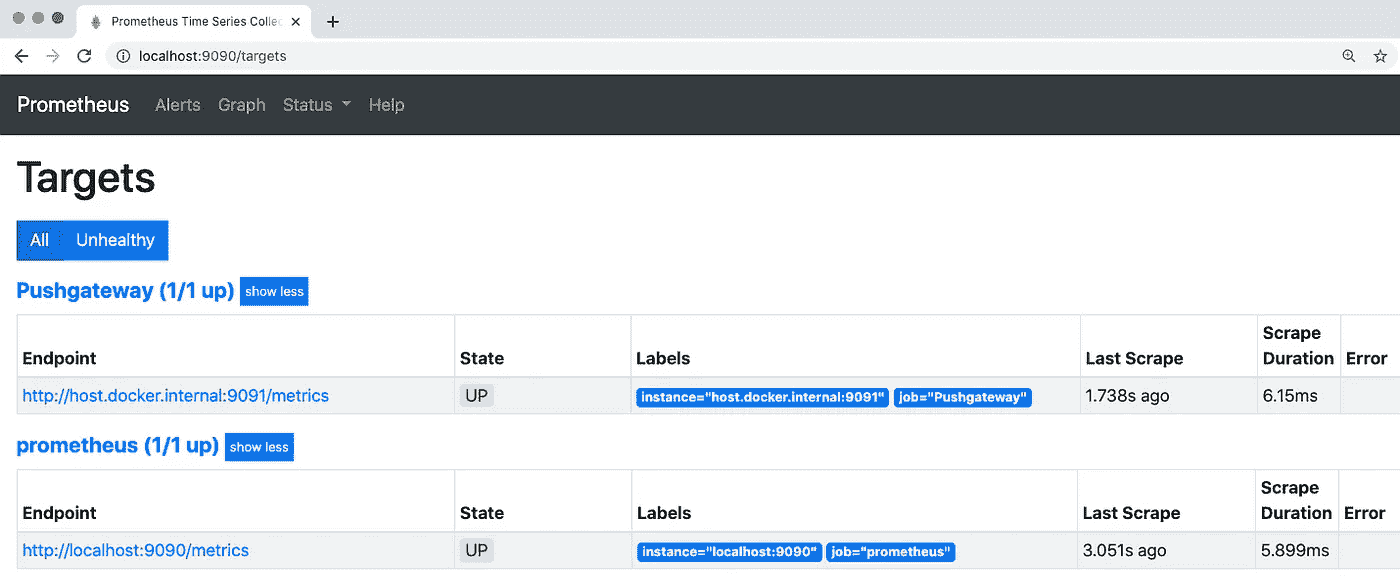 Prometheus Time Series Collec
localhost:9090/targets
Prometheus Alerts Graph Status Help
Targets
All Unhealthy
Pushgateway (1/1 up) show less
Endpoint State Labels Last Scrape Scrape Duration Error
http://host.docker.internal:9091/metrics UP instance="host.docker.internal:9091" job="Pushgateway" 1.738s ago 6.15ms
prometheus (1/1 up) show less
Endpoint State Labels Last Scrape Scrape Duration Error
http://localhost:9090/metrics UP instance="localhost:9090" job="prometheus" 3.051s ago 5.899ms